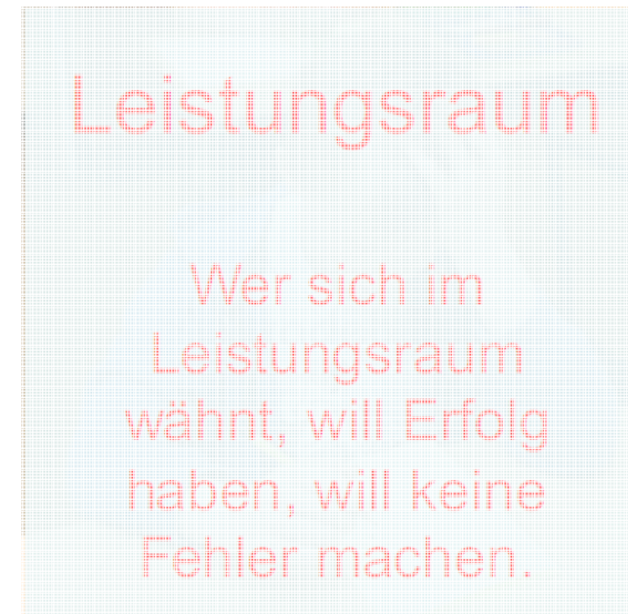 Leistungsraum
Wer sich im
Leistungsraum
wähnt, will Erfolg
haben, will keine
Fehler machen.